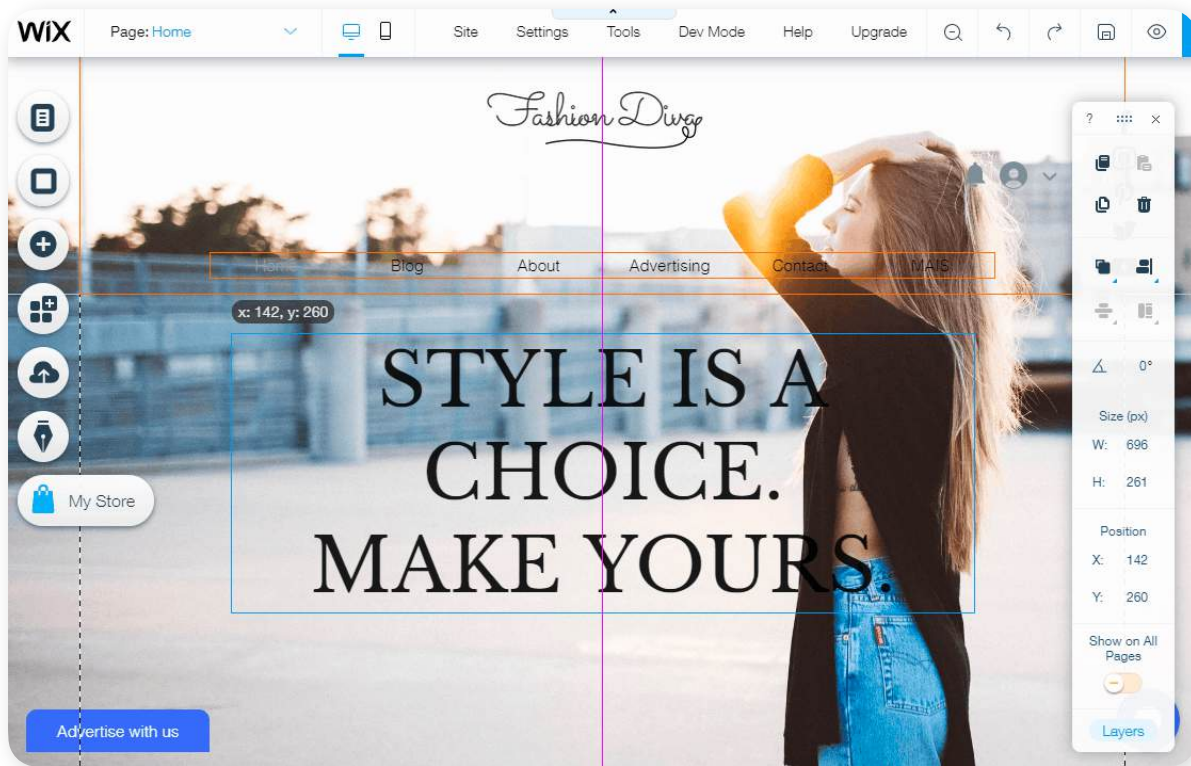 WiX Page: Home Site Settings Tools Dev Mode Help Upgrade
Fashion Diva
?
Home Blog About Advertising Contact MAIS
x: 142, y: 260
STYLE IS A
CHOICE.
MAKE YOURS.
My Store
Advertise with us
0°
Size (px)
W: 696
H: 261
Position
X: 142
Y: 260
Show on All
Pages
Layers